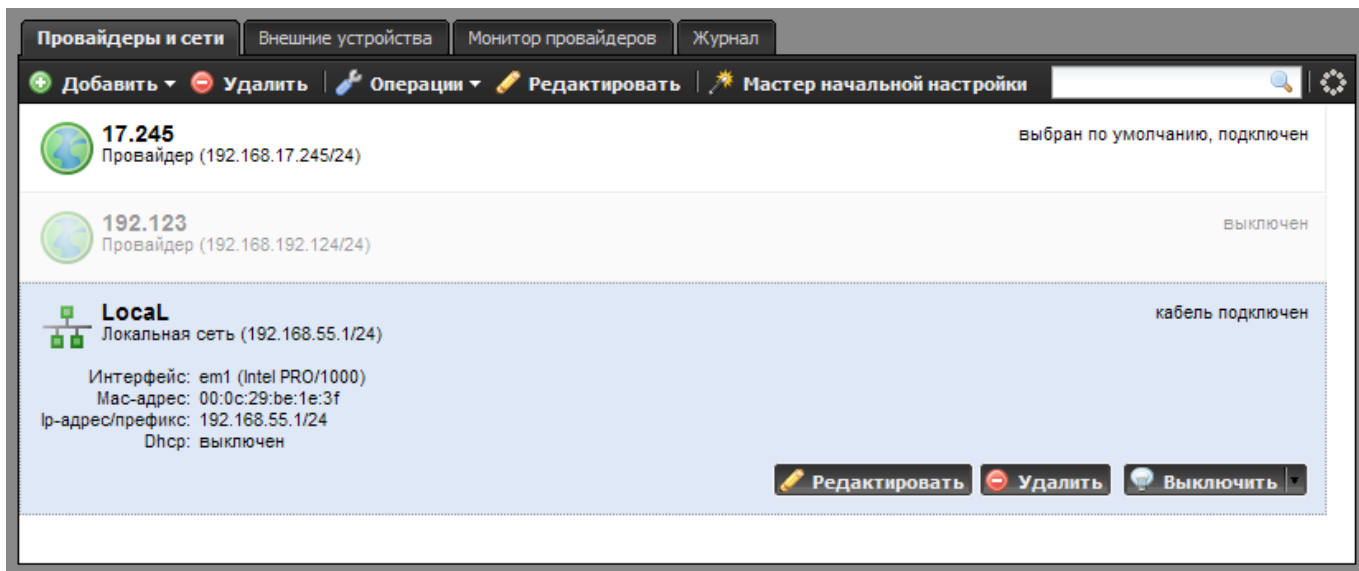 Провайдеры и сети Внешние устройства Монитор провайдеров Журнал
Добавить Удалить Операции Редактировать Мастер начальной настройки
17.245 выбран по умолчанию, подключен
Провайдер (192.168.17.245/24)
192.123 выключен
Провайдер (192.168.192.124/24)
LocaL кабель подключен
Локальная сеть (192.168.55.1/24)
Интерфейс: em1 (Intel PRO/1000)
Mac-адрес: 00:0c:29:be:1e:3f
Ip-адрес/префикс: 192.168.55.1/24
Dhcp: выключен
Редактировать Удалить Выключить